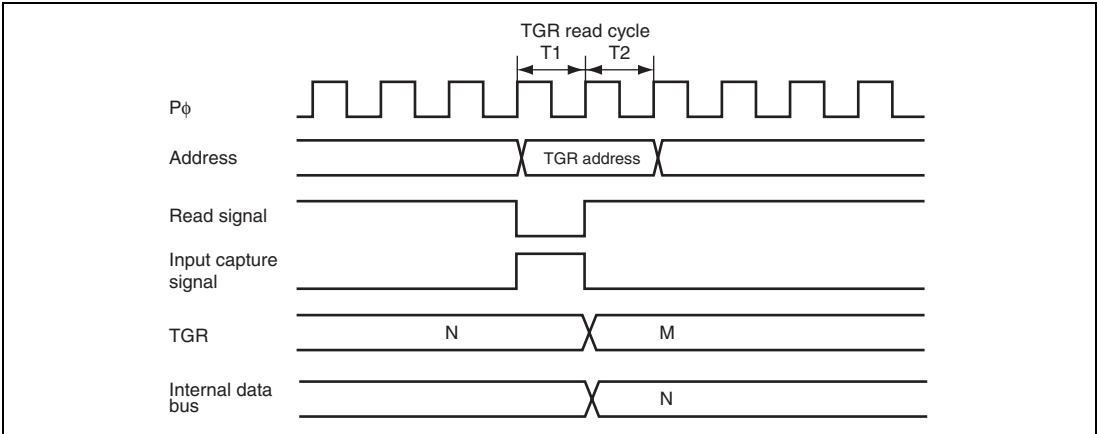 TGR read cycle
T1 T2
Pϕ
Address
TGR address
Read signal
Input capture
signal
TGR
N
M
Internal data
bus
N